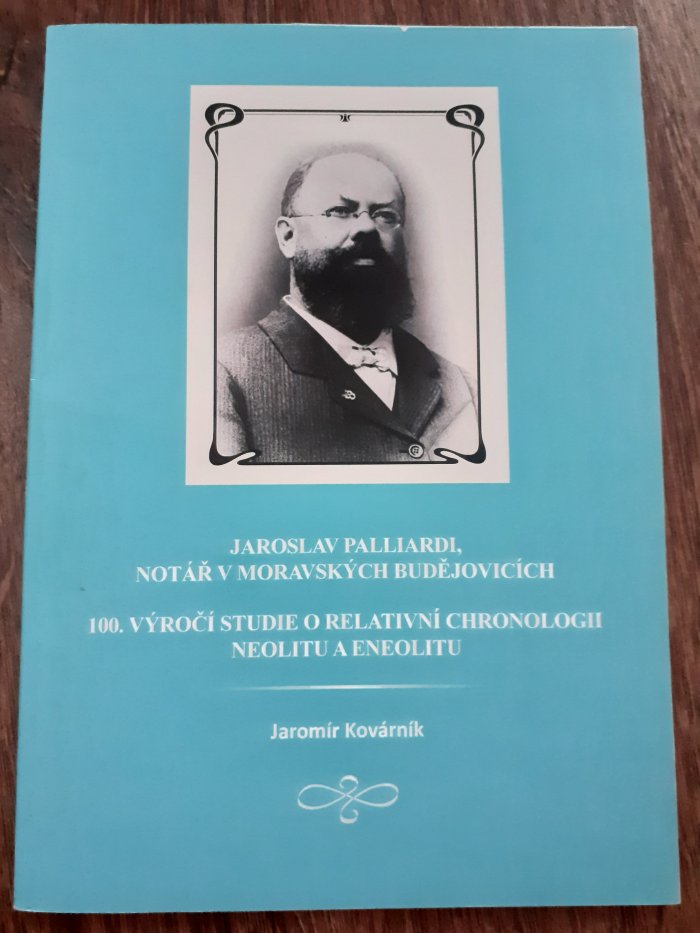 JAROSLAV PALLIARDI,
NOTÁŘ V MORAVSKÝCH BUDĚJOVICÍCH
100. VÝROČÍ STUDIE O RELATIVNÍ CHRONOLOGII
NEOLITU A ENEOLITU
Jaromír Kovárník